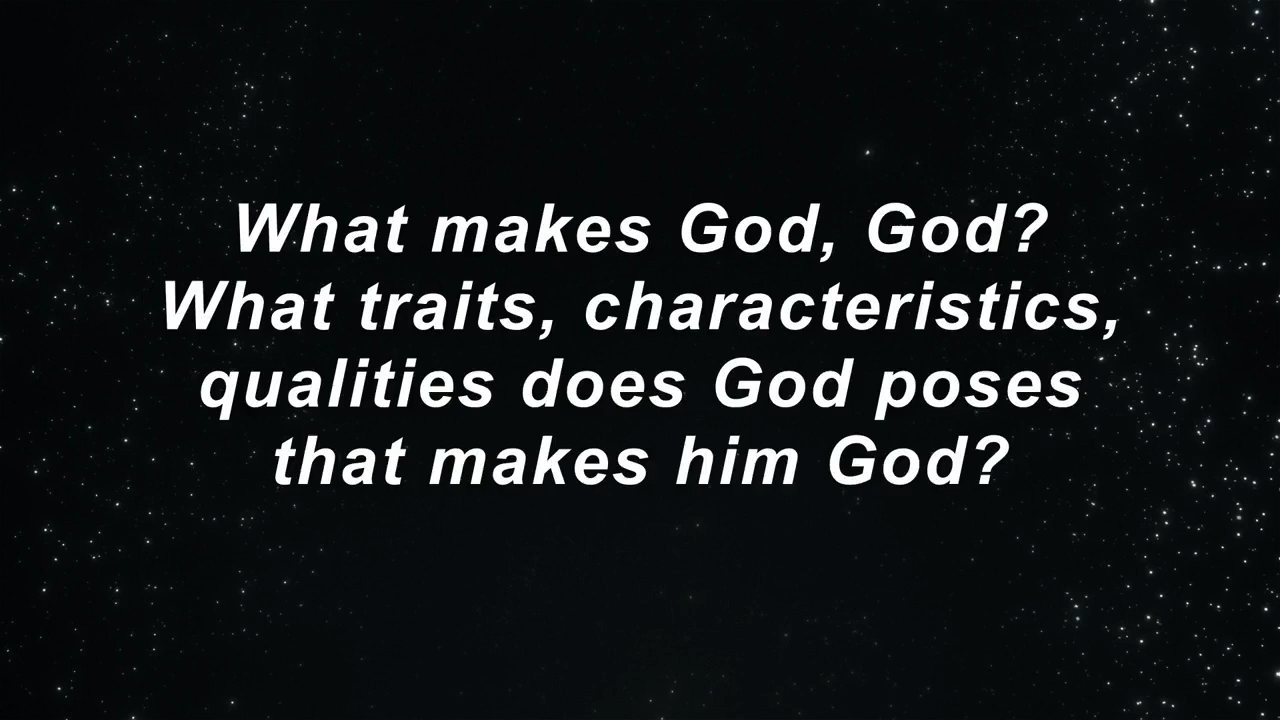 What makes God, God?
What traits, characteristics,
qualities does God poses
that makes him God?